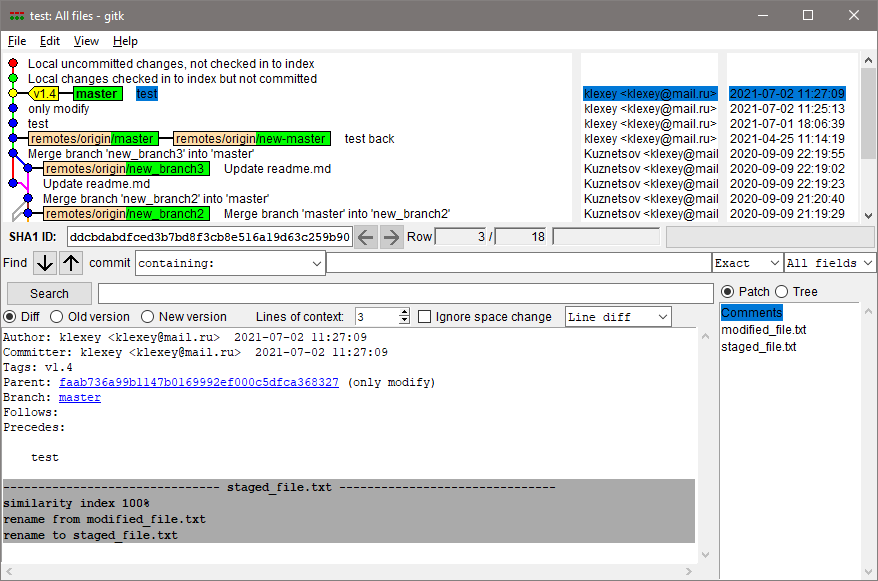 test: All files - gitk
File Edit View Help
Local uncommitted changes, not checked in to index
Local changes checked in to index but not committed
v1.4 master test klexey <klexey@mail.ru> 2021-07-02 11:27:09
only modify klexey <klexey@mail.ru> 2021-07-02 11:25:13
test klexey <klexey@mail.ru> 2021-07-01 18:06:39
remotes/origin/master remotes/origin/new-master test back klexey <klexey@mail.ru> 2021-04-25 11:14:19
Merge branch 'new_branch3' into 'master' Kuznetsov <klexey@mail 2020-09-09 22:19:55
remotes/origin/new_branch3 Update readme.md Kuznetsov <klexey@mail 2020-09-09 22:19:02
Update readme.md Kuznetsov <klexey@mail 2020-09-09 22:19:23
Merge branch 'new_branch2' into 'master' Kuznetsov <klexey@mail 2020-09-09 21:20:40
remotes/origin/new_branch2 Merge branch 'master' into 'new_branch2' Kuznetsov <klexey@mail 2020-09-09 21:19:29
SHA1 ID: ddcbdabdfced3b7bd8f3cb8e516a19d63c259b90 Row 3 / 18
Find commit containing: Exact All fields
Search
Patch Tree
Diff Old version New version Lines of context: 3 Ignore space change Line diff
Comments
modified_file.txt
staged_file.txt
Author: klexey <klexey@mail.ru> 2021-07-02 11:27:09
Committer: klexey <klexey@mail.ru> 2021-07-02 11:27:09
Tags: v1.4
Parent: faab736a99b1147b0169992ef000c5dfca368327 (only modify)
Branch: master
Follows:
Precedes:
test
------------------------------ staged_file.txt ------------------------------
similarity index 100%
rename from modified_file.txt
rename to staged_file.txt